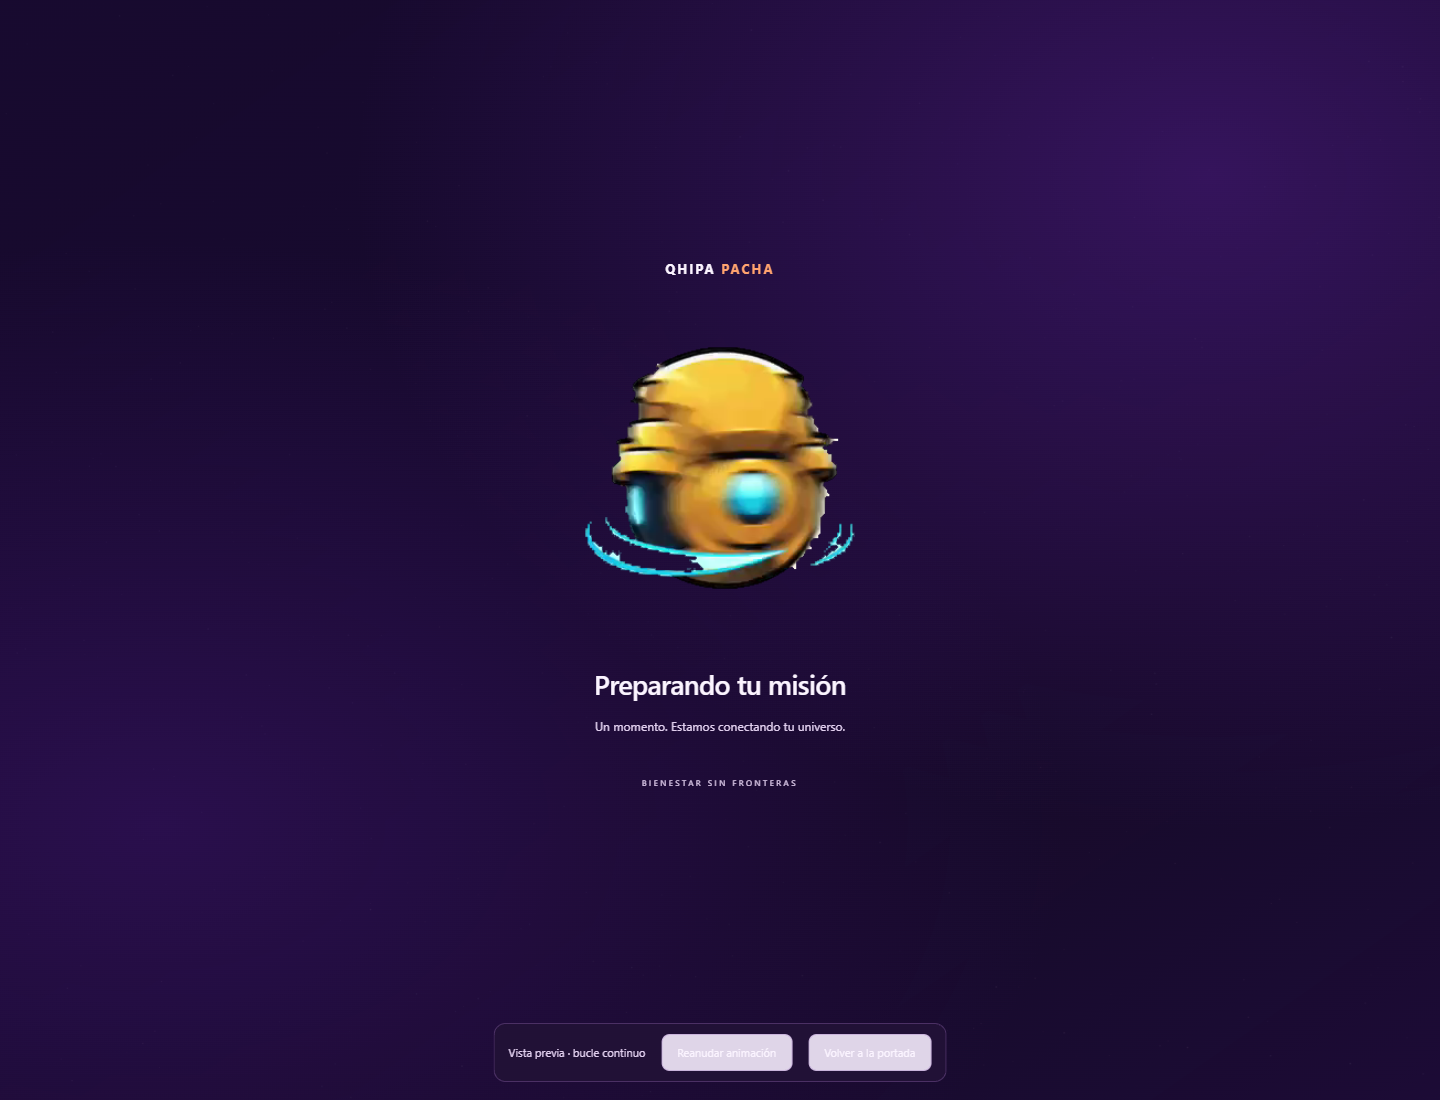 QHIPA PACHA
Preparando tu misión
Un momento. Estamos conectando tu universo.
BIENESTAR SIN FRONTERAS
Vista previa · bucle continuo
Reanudar animación
Volver a la portada